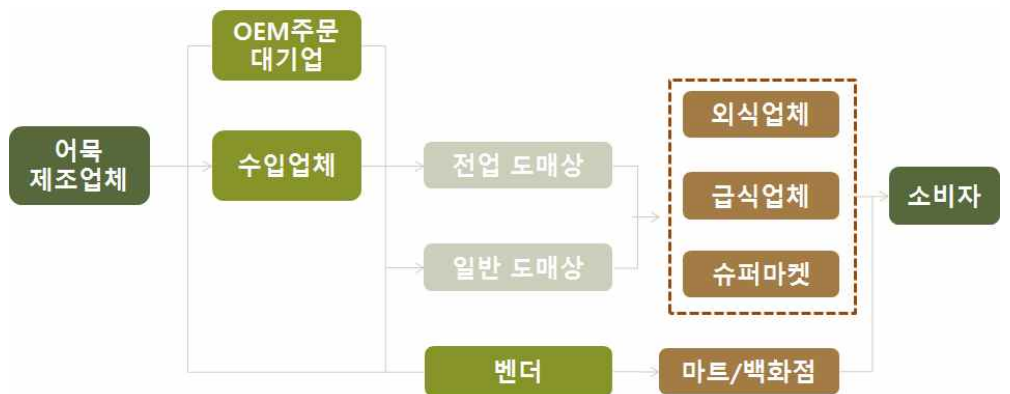 OEM주문
대기업
어묵
제조업체
수입업체
전업 도매상
일반 도매상
벤더
외식업체
급식업체
슈퍼마켓
마트/백화점
소비자